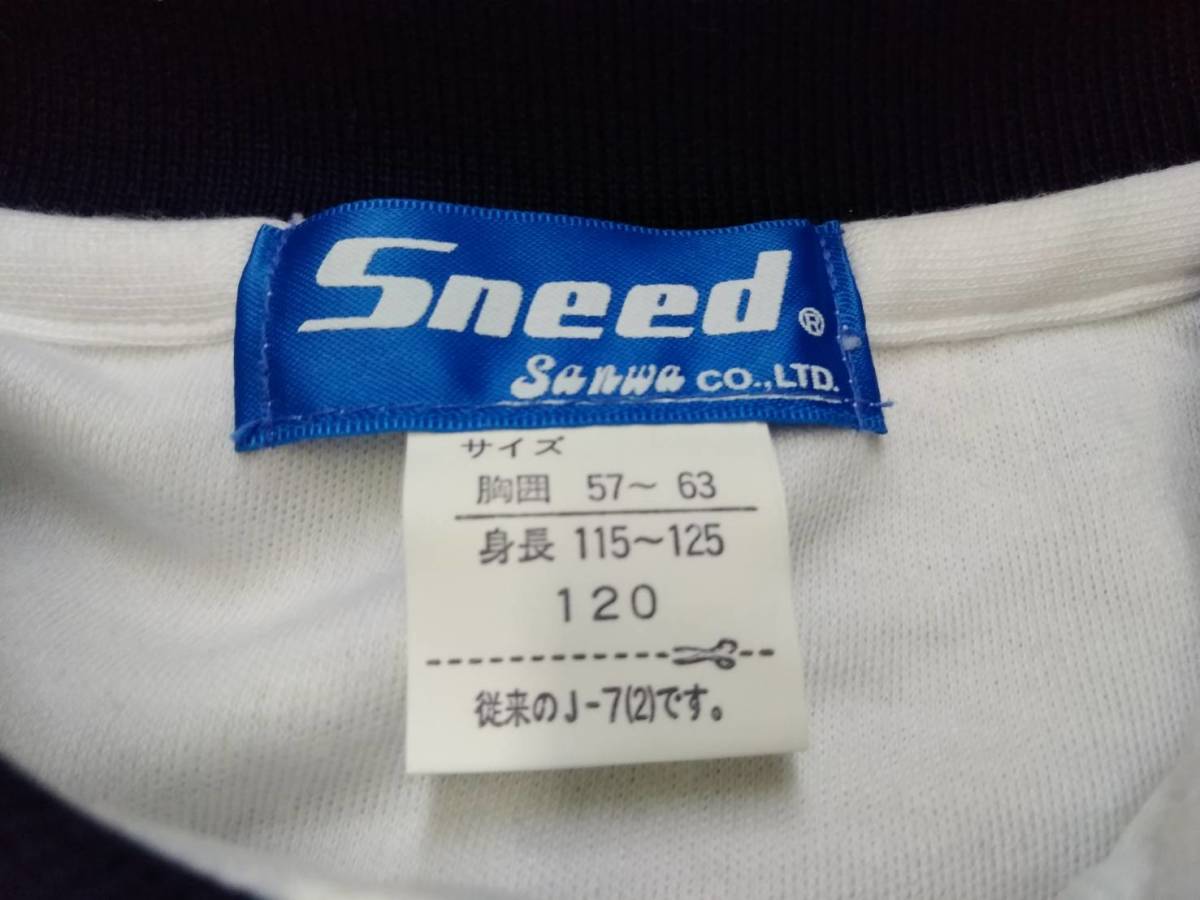 Sneed®
Sanwa CO.,LTD.
サイズ
胸囲 57～ 63
身長 115～125
120
従来のJ-7(2)です。